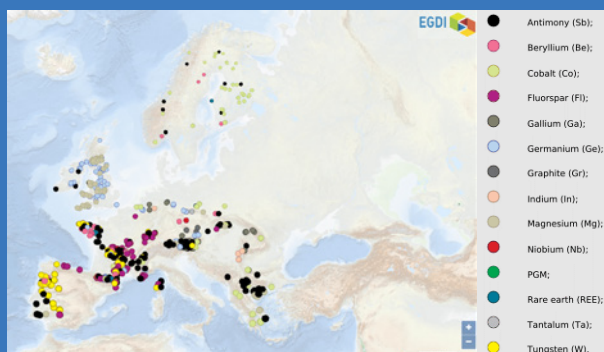 EGDI
Antimony (Sb);
Beryllium (Be);
Cobalt (Co);
Fluorspar (Fl);
Gallium (Ga);
Germanium (Ge);
Graphite (Gr);
Indium (In);
Magnesium (Mg);
Niobium (Nb);
PGM;
Rare earth (REE);
Tantalum (Ta);
Tungsten (W).
+
−